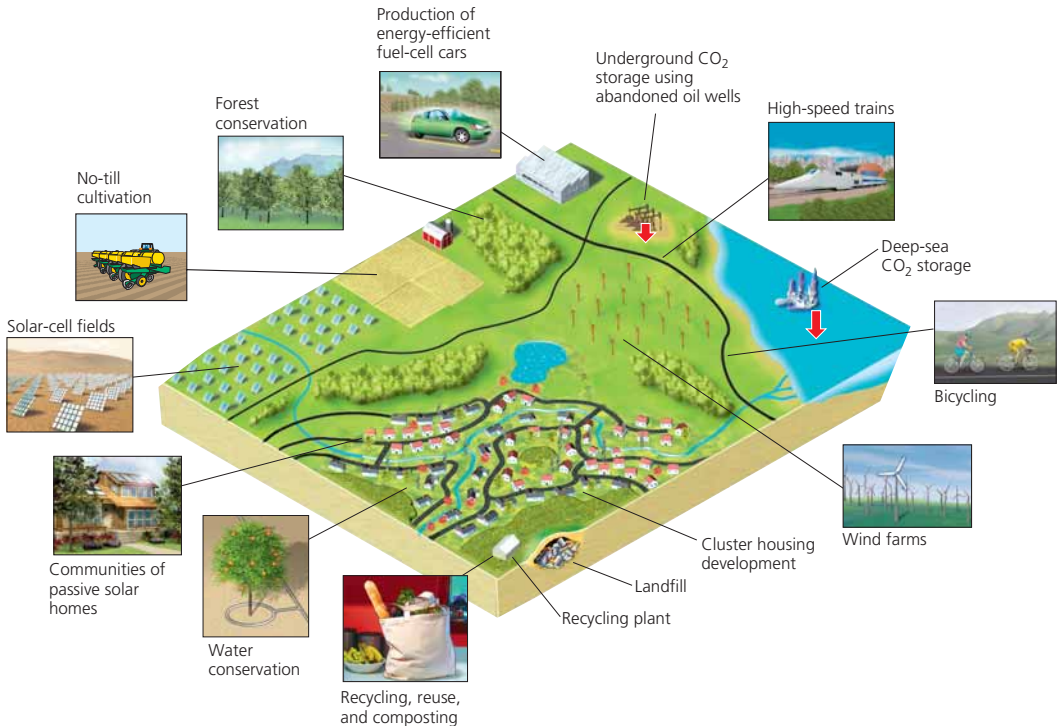 Production of
energy-efficient
fuel-cell cars
Underground CO₂
storage using
abandoned oil wells
High-speed trains
Forest
conservation
No-till
cultivation
Deep-sea
CO₂ storage
Solar-cell fields
Bicycling
Communities of
passive solar
homes
Water
conservation
Recycling, reuse,
and composting
Recycling plant
Landfill
Cluster housing
development
Wind farms